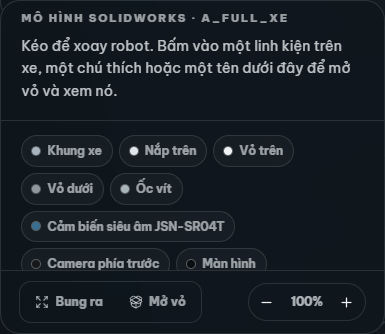 MÔ HÌNH SOLIDWORKS · A_FULL_XE
Kéo để xoay robot. Bấm vào một linh kiện trên
xe, một chú thích hoặc một tên dưới đây để mở
vỏ và xem nó.
Khung xe
Nắp trên
Vỏ trên
Vỏ dưới
Ốc vít
Cảm biến siêu âm JSN-SR04T
Camera phía trước
Màn hình
Bung ra
Mở vỏ
− 100% +